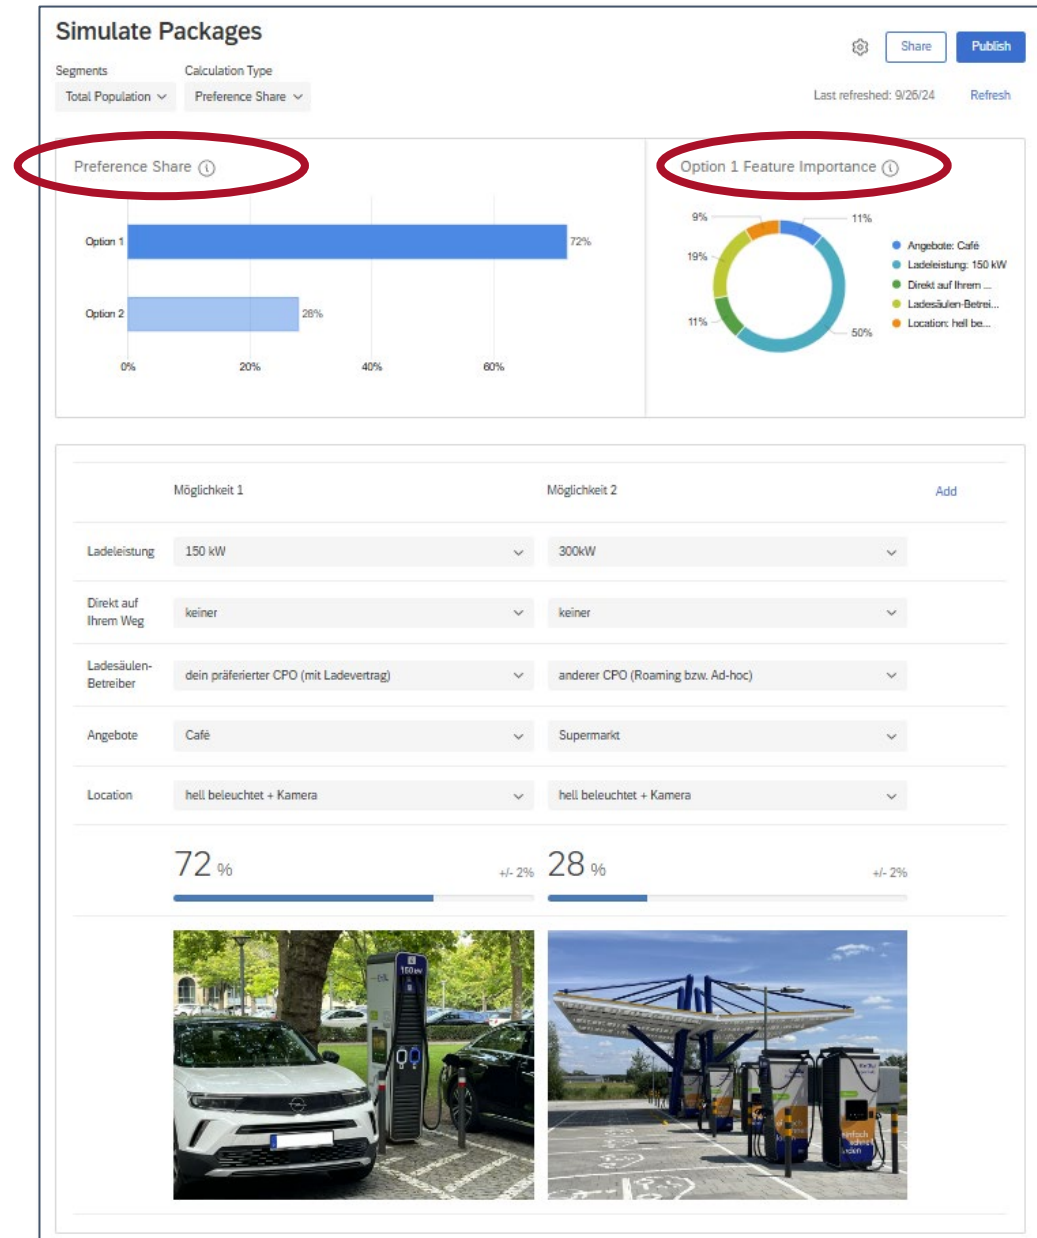 Simulate Packages
Share
Publish
Segments
Calculation Type
Total Population
Preference Share
Last refreshed: 9/26/24
Refresh
Preference Share
Option 1
72%
Option 2
28%
0%
20%
40%
60%
Option 1 Feature Importance
9%
11%
19%
11%
50%
Angebote: Café
Ladeleistung: 150 kW
Direkt auf Ihrem ...
Ladesäulen-Betrei...
Location: hell be...
Möglichkeit 1
Möglichkeit 2
Add
Ladeleistung
150 kW
300kW
Direkt auf
Ihrem Weg
keiner
keiner
Ladesäulen-
Betreiber
dein präferierter CPO (mit Ladevertrag)
anderer CPO (Roaming bzw. Ad-hoc)
Angebote
Café
Supermarkt
Location
hell beleuchtet + Kamera
hell beleuchtet + Kamera
72 %
+/- 2%
28 %
+/- 2%
150 kW
einfach